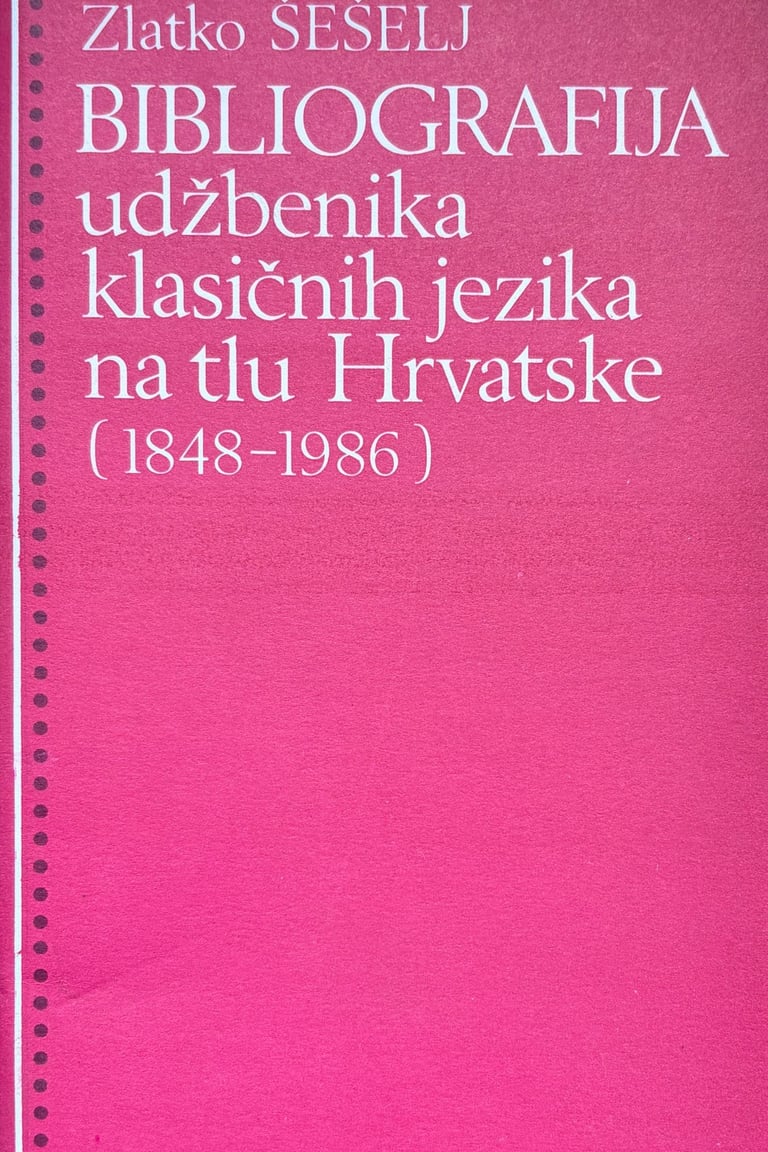 Zlatko ŠEŠELJ
BIBLIOGRAFIJA
udžbenika
klasičnih jezika
na tlu Hrvatske
(1848–1986)